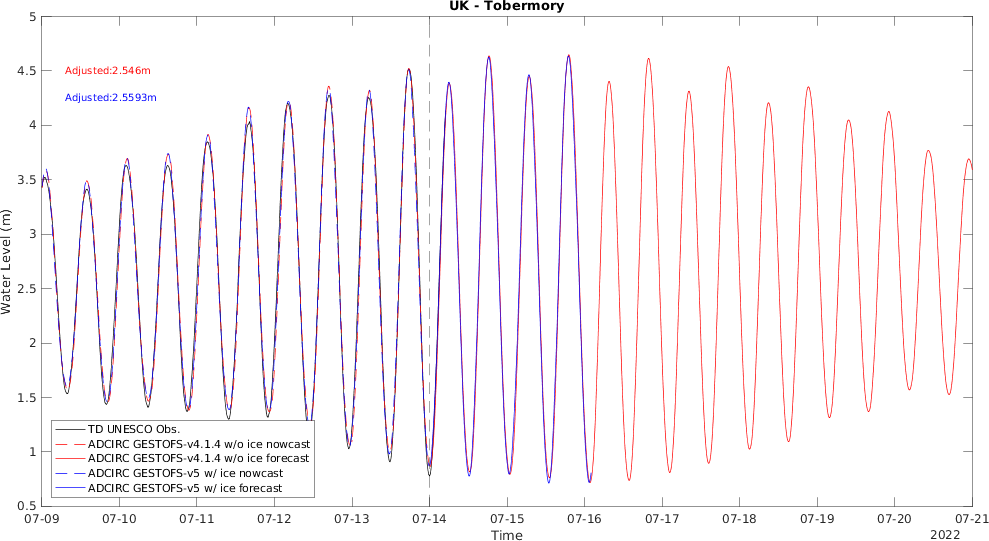 UK - Tobermory
5
4.5
4
3.5
3
2.5
2
1.5
1
0.5
Water Level (m)
Adjusted:2.546m
Adjusted:2.5593m
TD UNESCO Obs.
ADCIRC GESTOFS-v4.1.4 w/o ice nowcast
ADCIRC GESTOFS-v4.1.4 w/o ice forecast
ADCIRC GESTOFS-v5 w/ ice nowcast
ADCIRC GESTOFS-v5 w/ ice forecast
07-09 07-10 07-11 07-12 07-13 07-14 07-15 07-16 07-17 07-18 07-19 07-20 07-21
Time
2022